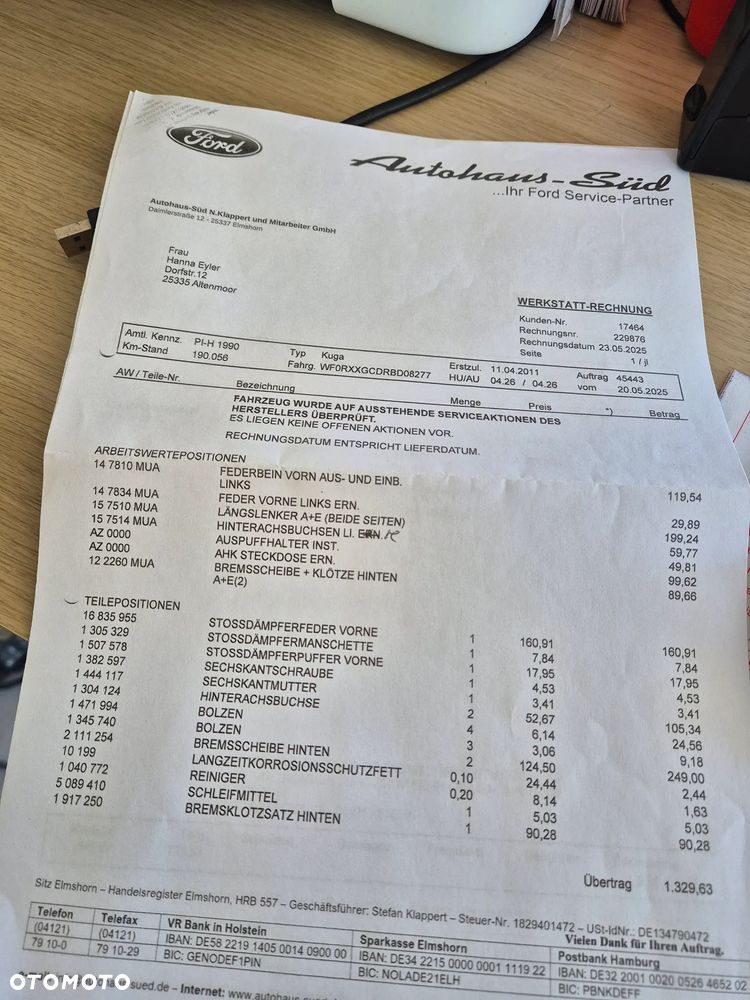 Ford
Autohaus-Süd
...Ihr Ford Service-Partner
Autohaus-Süd N.Klappert und Mitarbeiter GmbH
Daimlerstraße 12 - 25337 Elmshorn
Frau
Hanna Eyler
Dorfstr.12
25335 Altenmoor
WERKSTATT-RECHNUNG
Kunden-Nr. 17464
Rechnungsnr. 229876
Rechnungsdatum 23.05.2025
Seite 1 / jl
Amtl. Kennz. PI-H 1990 Typ Kuga Erstzul. 11.04.2011 Auftrag 45443
Km-Stand 190.056 Fahrg. WF0RXXGCDRBD08277 HU/AU 04.26 / 04.26 vom 20.05.2025
AW / Teile-Nr. Bezeichnung Menge Preis *) Betrag
FAHRZEUG WURDE AUF AUSSTEHENDE SERVICEAKTIONEN DES
HERSTELLERS ÜBERPRÜFT.
ES LIEGEN KEINE OFFENEN AKTIONEN VOR.
RECHNUNGSDATUM ENTSPRICHT LIEFERDATUM.
ARBEITSWERTEPOSITIONEN
14 7810 MUA FEDERBEIN VORN AUS- UND EINB. 119,54
LINKS
14 7834 MUA FEDER VORNE LINKS ERN. 29,89
15 7510 MUA LÄNGSLENKER A+E (BEIDE SEITEN) 199,24
15 7514 MUA HINTERACHSBUCHSEN LI. ERN. 59,77
AZ 0000 AUSPUFFHALTER INST. 49,81
AZ 0000 AHK STECKDOSE ERN. 99,62
12 2260 MUA BREMSSCHEIBE + KLÖTZE HINTEN 89,66
A+E(2)
TEILEPOSITIONEN
16 835 955 STOSSDÄMPFERFEDER VORNE 1 160,91 160,91
1 305 329 STOSSDÄMPFERMANSCHETTE 1 7,84 7,84
1 507 578 STOSSDÄMPFERPUFFER VORNE 1 17,95 17,95
1 382 597 SECHSKANTSCHRAUBE 1 4,53 4,53
1 444 117 SECHSKANTMUTTER 1 3,41 3,41
1 304 124 HINTERACHSBUCHSE 2 52,67 105,34
1 471 994 BOLZEN 4 6,14 24,56
1 345 740 BOLZEN 3 3,06 9,18
2 111 254 BREMSSCHEIBE HINTEN 2 124,50 249,00
10 199 LANGZEITKORROSIONSSCHUTZFETT 0,10 24,44 2,44
1 040 772 REINIGER 0,20 8,14 1,63
5 089 410 SCHLEIFMITTEL 1 5,03 5,03
1 917 250 BREMSKLOTZSATZ HINTEN 1 90,28 90,28
Übertrag 1.329,63
Sitz Elmshorn – Handelsregister Elmshorn, HRB 557 – Geschäftsführer: Stefan Klappert – Steuer-Nr. 1829401472 – USt-IdNr.: DE134790472
Vielen Dank für Ihren Auftrag.
Telefon Telefax VR Bank in Holstein Sparkasse Elmshorn Postbank Hamburg
(04121) (04121) IBAN: DE58 2219 1405 0014 0900 00 IBAN: DE34 2215 0000 0001 1119 22 IBAN: DE32 2001 0020 0526 4652 02
79 10-0 79 10-29 BIC: GENODEF1PIN BIC: NOLADE21ELH BIC: PBNKDEFF
sued.de – Internet: www.autohaus-sued
OTOMOTO